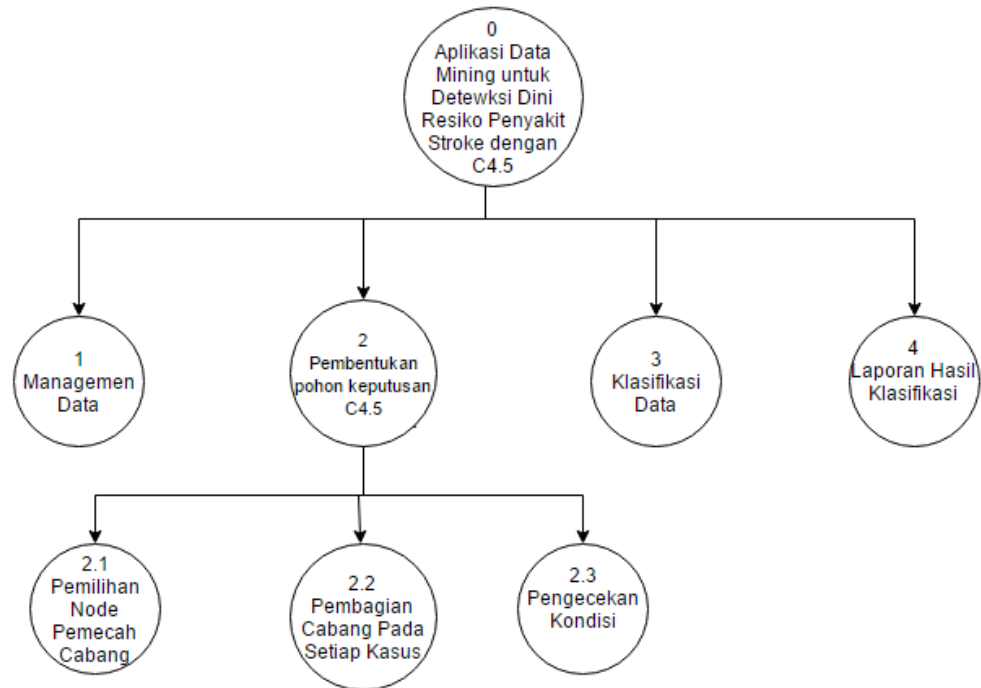 0
Aplikasi Data
Mining untuk
Detewksi Dini
Resiko Penyakit
Stroke dengan
C4.5
1
Managemen
Data
2
Pembentukan
pohon keputusan
C4.5
3
Klasifikasi
Data
4
Laporan Hasil
Klasifikasi
2.1
Pemilihan
Node
Pemecah
Cabang
2.2
Pembagian
Cabang Pada
Setiap Kasus
2.3
Pengecekan
Kondisi